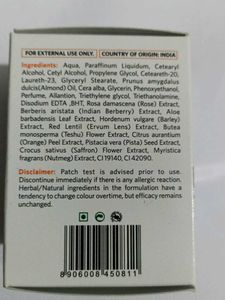 FOR EXTERNAL USE ONLY. COUNTRY OF ORIGIN: INDIA
Ingredients: Aqua, Paraffinum Liquidum, Cetearyl
Alcohol, Cetyl Alcohol, Propylene Glycol, Ceteareth-20,
Laureth-23, Glyceryl Stearate, Prunus amygdalus
dulcis(Almond) Oil, Cera alba, Glycerin, Phenoxyethanol,
Perfume, Allantion, Triethylene glycol, Triethanolamine,
Disodium EDTA ,BHT, Rosa damascena (Rose) Extract,
Berberis aristata (Indian Berberry) Extract, Aloe
barbadensis Leaf Extract, Hordenum vulgare (Barley)
Extract, Red Lentil (Ervum Lens) Extract, Butea
monosperma (Teshu) Flower Extract, Citrus aurantium
(Orange) Peel Extract, Pistacia vera (Pista) Seed Extract,
Crocus sativus (Saffron) Flower Extract, Myristica
fragrans (Nutmeg) Extract, CI 19140, CI 42090.
Disclaimer: Patch test is advised prior to use.
Discontinue immediately if there is any allergic reaction.
Herbal/Natural ingredients in the formulation have a
tendency to change colour overtime, but efficacy remains
unchanged.
8906008450811